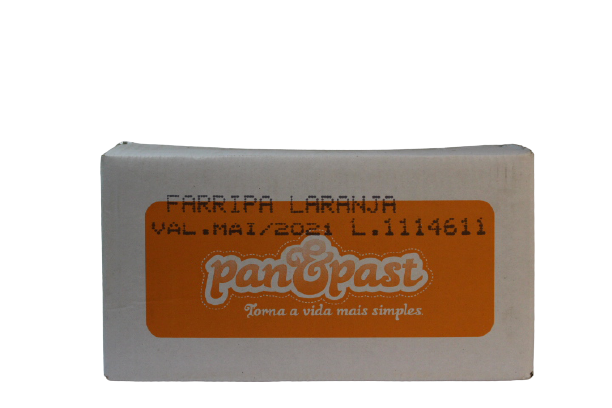 FARRIPA LARANJA
VAL.MAI/2021 L.1114611
pan&past
Torna a vida mais simples.